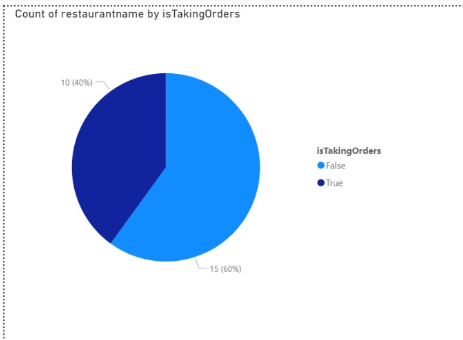 Count of restaurantname by isTakingOrders
10 (40%)
isTakingOrders
False
True
15 (60%)